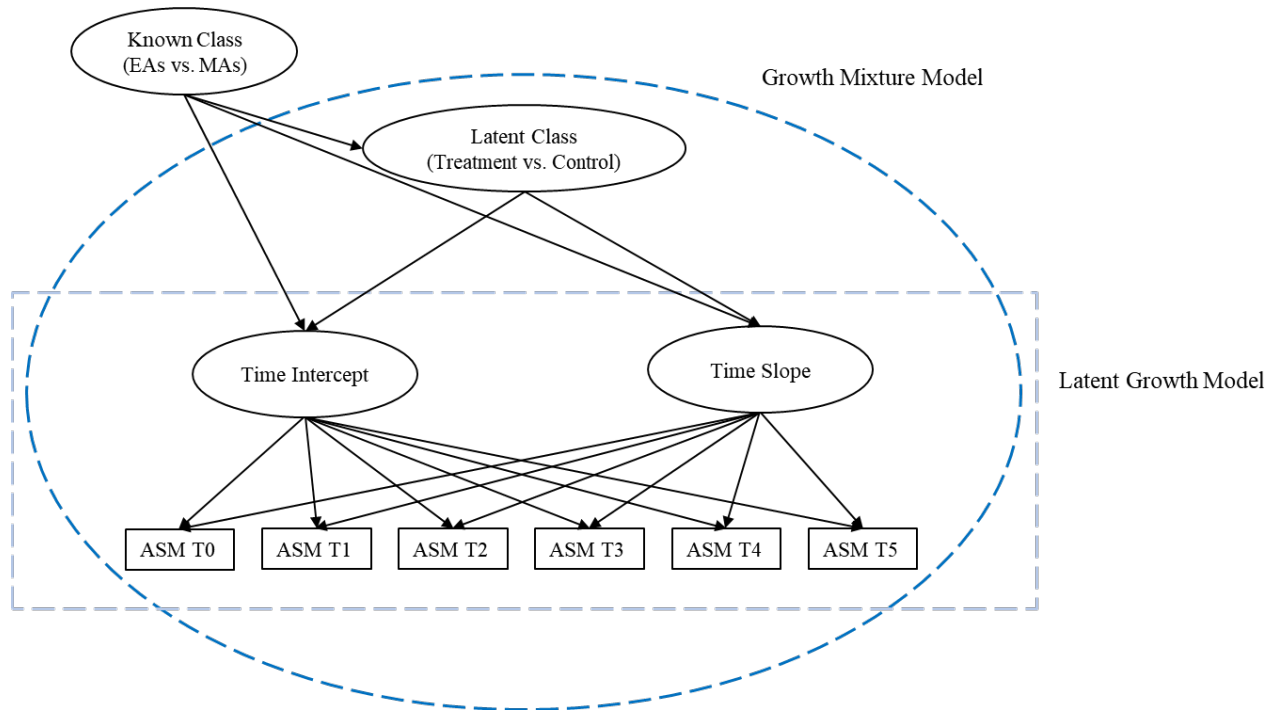 Known Class
(EAs vs. MAs)
Growth Mixture Model
Latent Class
(Treatment vs. Control)
Time Intercept
Time Slope
Latent Growth Model
ASM T0
ASM T1
ASM T2
ASM T3
ASM T4
ASM T5